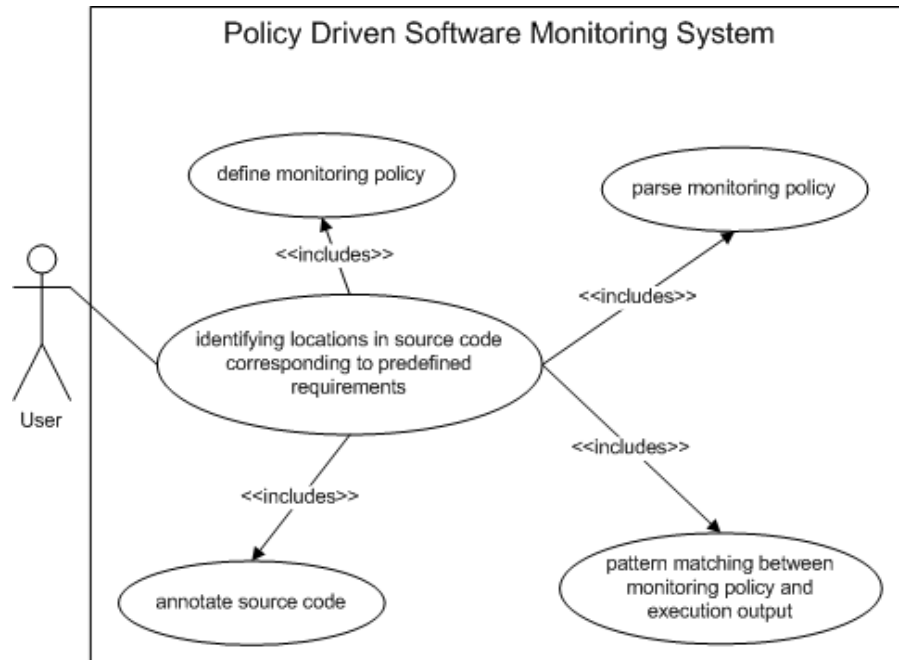 Policy Driven Software Monitoring System
define monitoring policy
parse monitoring policy
<<includes>>
<<includes>>
identifying locations in source code
corresponding to predefined
requirements
User
<<includes>>
<<includes>>
annotate source code
pattern matching between
monitoring policy and
execution output